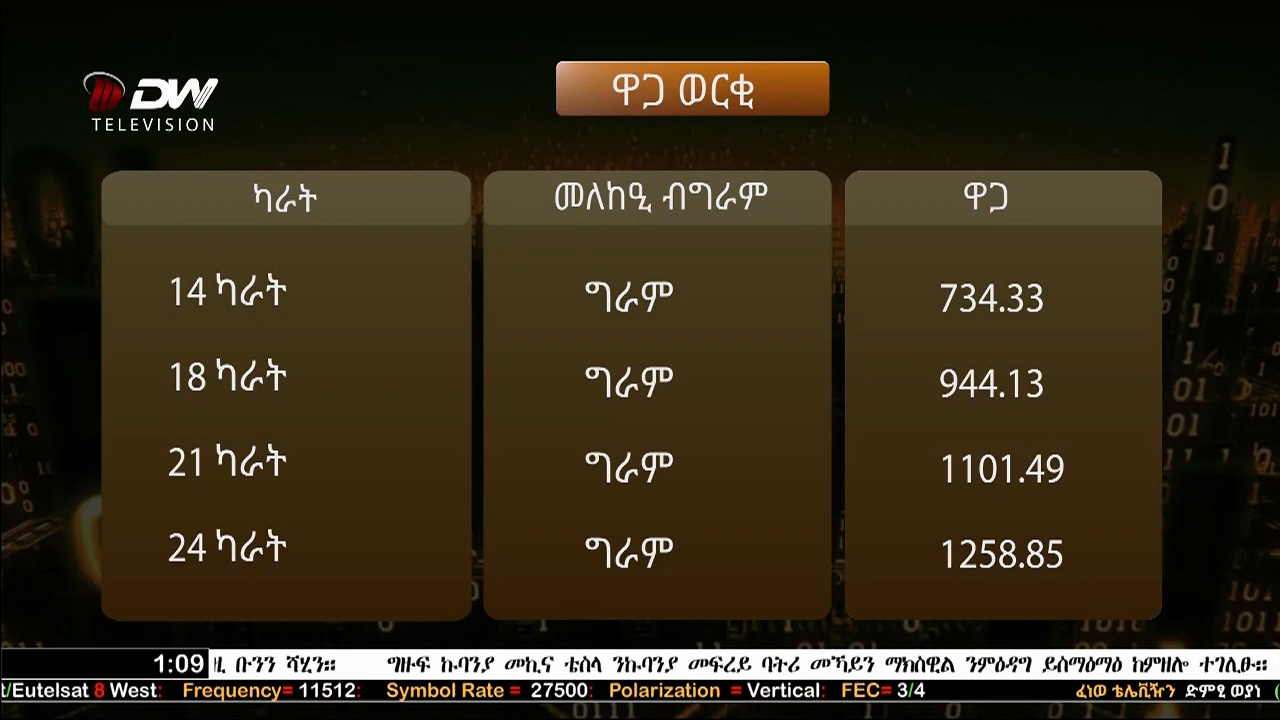 DW
TELEVISION
ዋጋ ወርቂ
ካራት መለከዒ ብግራም ዋጋ
14 ካራት ግራም 734.33
18 ካራት ግራም 944.13
21 ካራት ግራም 1101.49
24 ካራት ግራም 1258.85
1:09 ቡንን ሻሂን። ግዙፍ ኩባንያ መኪና ቴስላ ንኩባንያ መፍረይ ባትሪ መኻይን ማክስዊል ንምዕዳግ ይስማዕማዕ ከምዘሎ ተገሊፁ።
t/Eutelsat 8 West: Frequency= 11512: Symbol Rate = 27500: Polarization = Vertical: FEC= 3/4 ፈነወ ቴሌቪዥን ድምፂ ወያነ